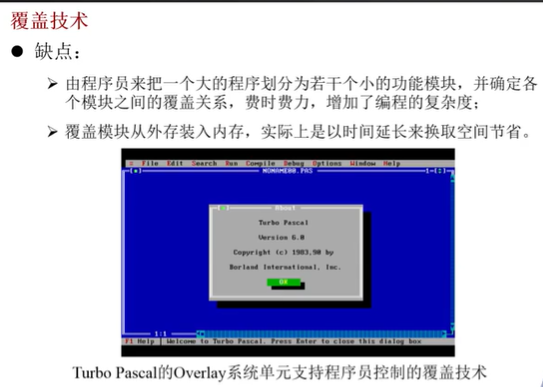 覆盖技术
● 缺点：
➢ 由程序员来把一个大的程序划分为若干个小的功能模块，并确定各
个模块之间的覆盖关系，费时费力，增加了编程的复杂度；
➢ 覆盖模块从外存装入内存，实际上是以时间延长来换取空间节省。
≡ File Edit Search Run Compile Debug Options Window Help
NONAME00.PAS 1=[↕]
About
Turbo Pascal
Version 6.0
Copyright (c) 1983,90 by
Borland International, Inc.
OK
1:1
F1 Help | Welcome to Turbo Pascal. Press Enter to close this dialog box
Turbo Pascal的Overlay系统单元支持程序员控制的覆盖技术